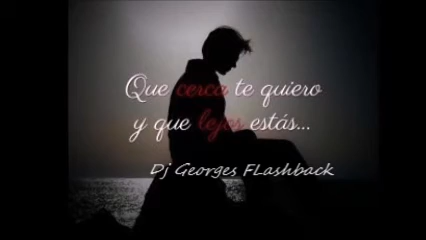 Que cerca te quiero
y que lejos estás...
Dj Georges FLashback